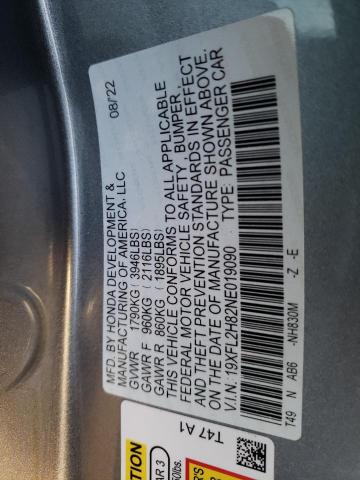 MFD. BY HONDA DEVELOPMENT & 08/22
MANUFACTURING OF AMERICA, LLC
GVWR 1790KG (3946LBS)
GAWR F 960KG (2116LBS)
GAWR R 860KG (1895LBS)
THIS VEHICLE CONFORMS TO ALL APPLICABLE
FEDERAL MOTOR VEHICLE SAFETY, BUMPER,
AND THEFT PREVENTION STANDARDS IN EFFECT
ON THE DATE OF MANUFACTURE SHOWN ABOVE.
V.I.N.: 19XFL2H82NE019090 TYPE: PASSENGER CAR
T49 N AB6 -NH830M -Z -E
T47 A1